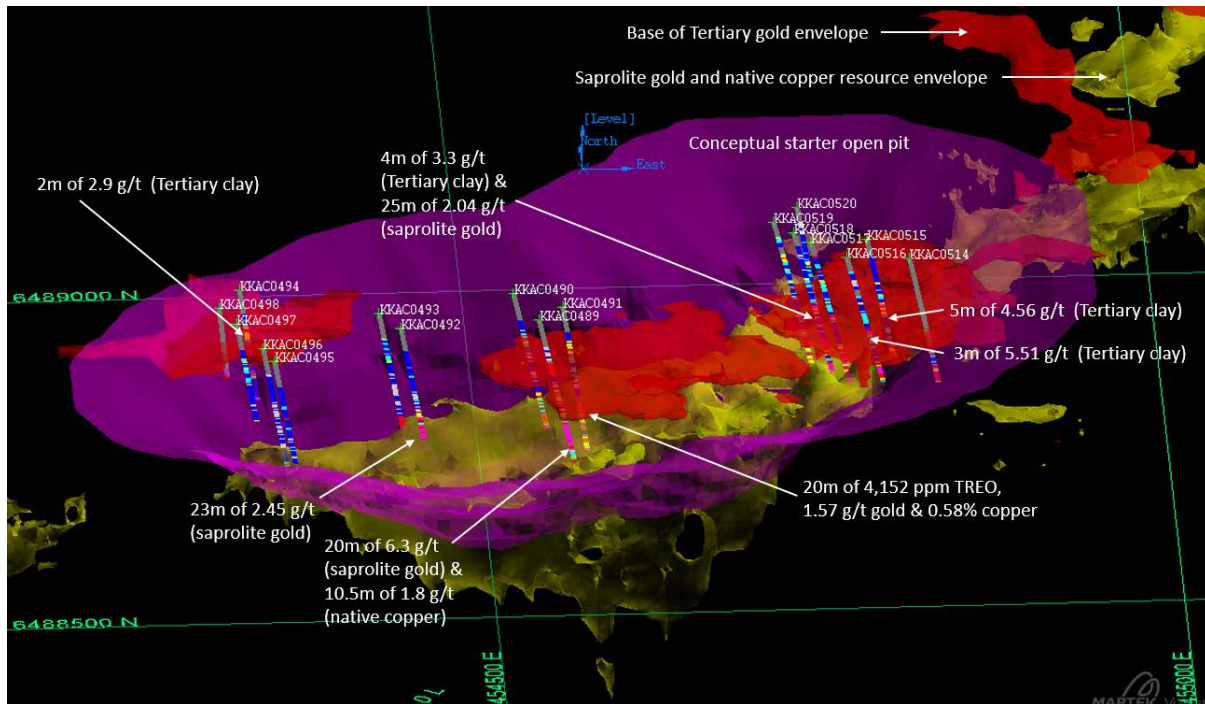 Base of Tertiary gold envelope
Saprolite gold and native copper resource envelope
[Level]
North
East
Conceptual starter open pit
4m of 3.3 g/t
(Tertiary clay) &
25m of 2.04 g/t
(saprolite gold)
2m of 2.9 g/t (Tertiary clay)
KKAC0520
KKAC0519
KKAC0518
KKAC0517
KKAC0515
KKAC0516
KKAC0514
6489000 N
KKAC0494
KKAC0498
KKAC0497
KKAC0496
KKAC0495
KKAC0493
KKAC0492
KKAC0490
KKAC0491
KKAC0489
5m of 4.56 g/t (Tertiary clay)
3m of 5.51 g/t (Tertiary clay)
23m of 2.45 g/t
(saprolite gold)
20m of 6.3 g/t
(saprolite gold) &
10.5m of 1.8 g/t
(native copper)
20m of 4,152 ppm TREO,
1.57 g/t gold & 0.58% copper
6488500 N
454500 E
455000 E
MAPTEK